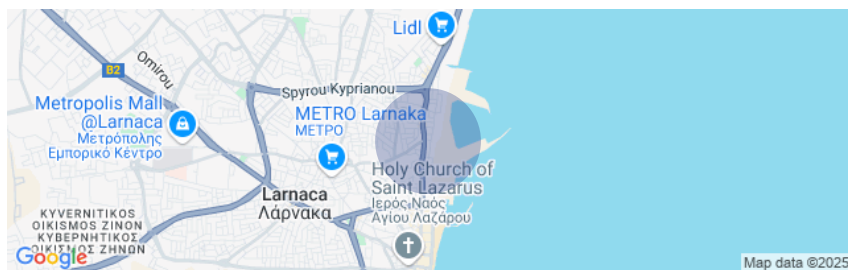 Lidl
Omirou
B2
Spyrou Kyprianou
Metropolis Mall
@Larnaca
Μετρόπολης
Εμπορικό Κέντρο
METRO Larnaka
ΜΕΤΡΟ
Holy Church of
Saint Lazarus
Ιερός Ναός
Αγίου Λαζάρου
Larnaca
Λάρνακα
KYVERNITIKOS
OIKISMOS ZINON
ΚΥΒΕΡΝΗΤΙΚΟΣ
ΟΙΚΙΣΜΟΣ ΖΗΝΩΝ
Google
Map data ©2025